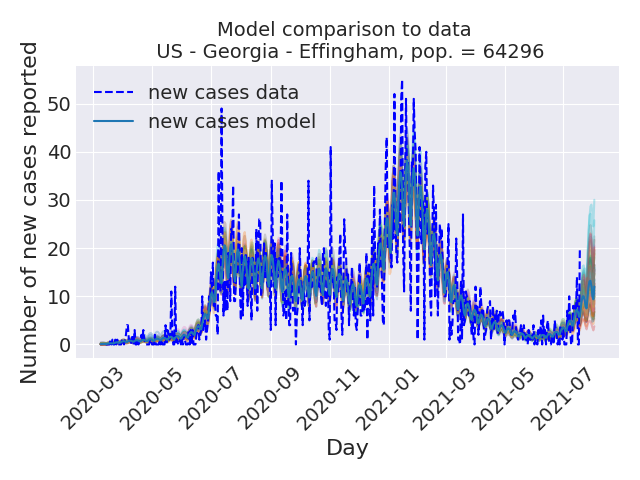 Model comparison to data
US - Georgia - Effingham, pop. = 64296
Number of new cases reported
50
40
30
20
10
0
new cases data
new cases model
2020-03
2020-05
2020-07
2020-09
2020-11
2021-01
2021-03
2021-05
2021-07
Day